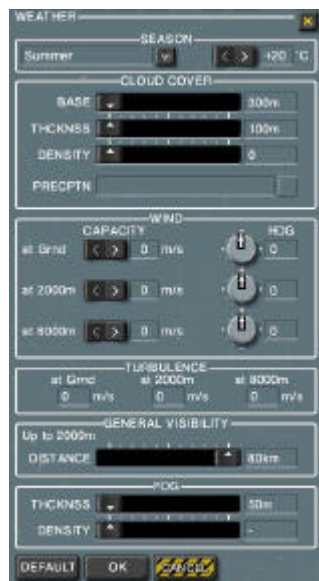 WEATHER
SEASON
Summer +20 °C
CLOUD COVER
BASE 300m
THCKNSS 100m
DENSITY 0
PRECPTN
WIND
CAPACITY HDG
at Grnd 0 m/s 0
at 2000m 0 m/s 0
at 8000m 0 m/s 0
TURBULENCE
at Grnd at 2000m at 8000m
0 m/s 0 m/s 0 m/s
GENERAL VISIBILITY
Up to 2000m
DISTANCE 80km
FOG
THCKNSS 50m
DENSITY -
DEFAULT OK CANCEL